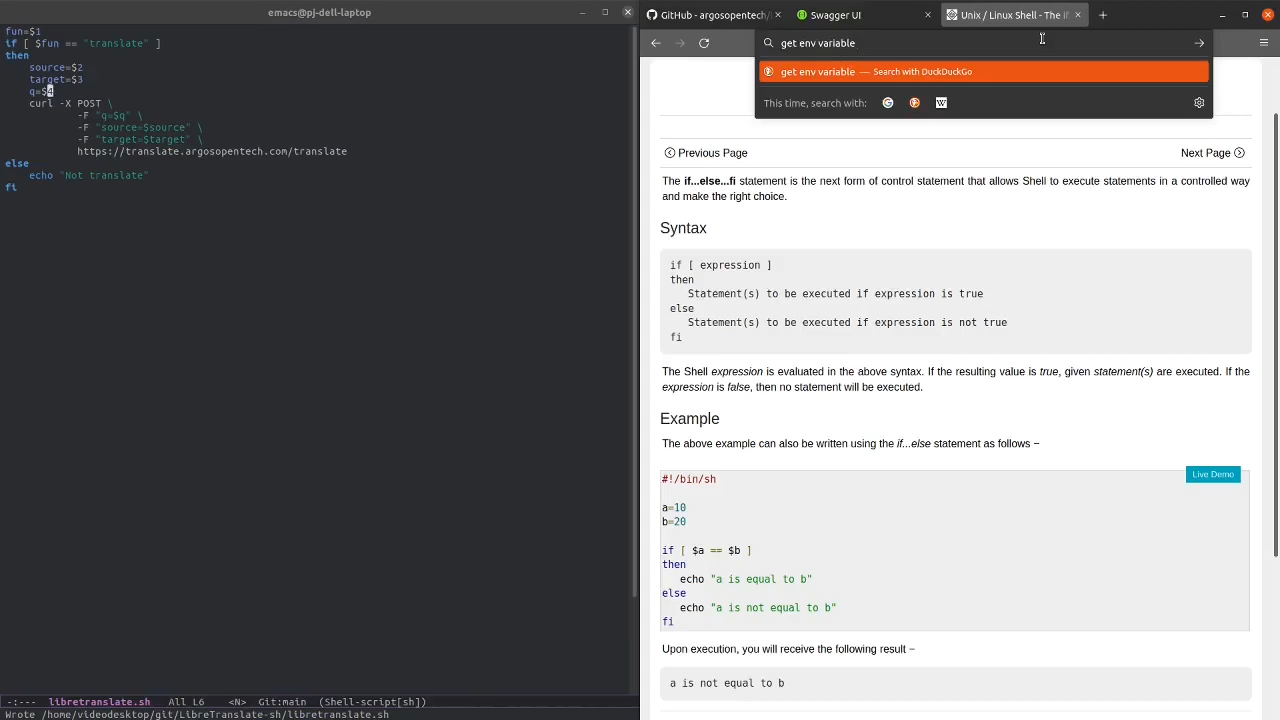 emacs@pj-dell-laptop
fun=$1
if [ $fun == "translate" ]
then
    source=$2
    target=$3
    q=$4
    curl -X POST \
            -F "q=$q" \
            -F "source=$source" \
            -F "target=$target" \
            https://translate.argosopentech.com/translate
else
    echo "Not translate"
fi
-:--- libretranslate.sh All L6 <N> Git:main (Shell-script[sh])
Wrote /home/videodesktop/git/LibreTranslate-sh/libretranslate.sh
GitHub - argosopentech/
Swagger UI
Unix / Linux Shell - The if
get env variable
get env variable — Search with DuckDuckGo
This time, search with:
Previous Page
Next Page
The if...else...fi statement is the next form of control statement that allows Shell to execute statements in a controlled way
and make the right choice.
Syntax
if [ expression ]
then
   Statement(s) to be executed if expression is true
else
   Statement(s) to be executed if expression is not true
fi
The Shell expression is evaluated in the above syntax. If the resulting value is true, given statement(s) are executed. If the
expression is false, then no statement will be executed.
Example
The above example can also be written using the if...else statement as follows −
Live Demo
#!/bin/sh
a=10
b=20
if [ $a == $b ]
then
   echo "a is equal to b"
else
   echo "a is not equal to b"
fi
Upon execution, you will receive the following result −
a is not equal to b